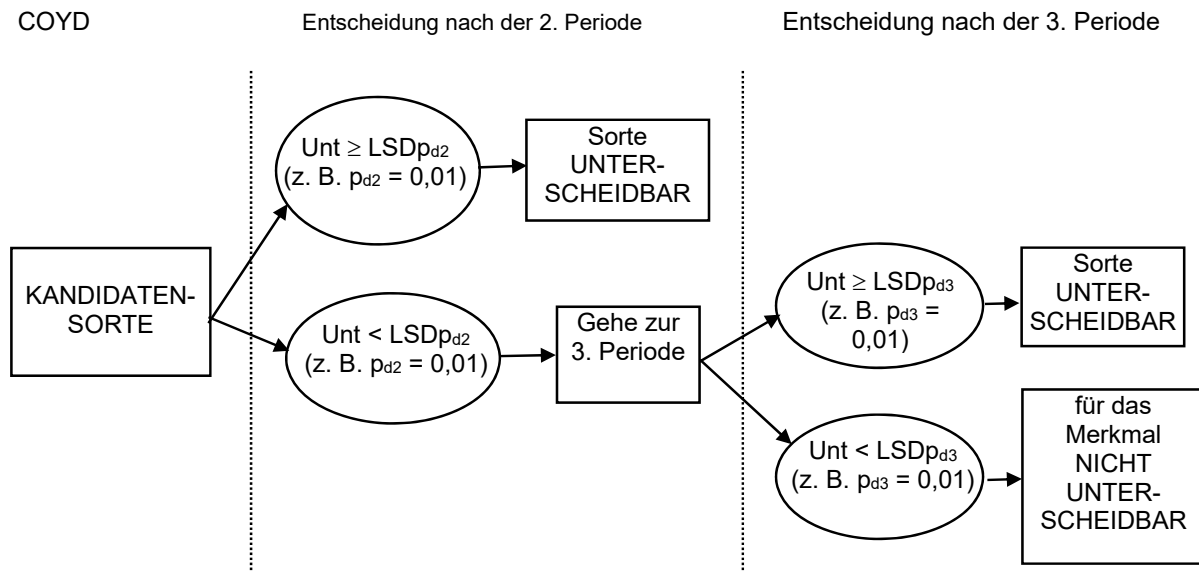 COYD
Entscheidung nach der 2. Periode
Entscheidung nach der 3. Periode
Unt ≥ LSDpd2
(z. B. pd2 = 0,01)
Sorte
UNTER-
SCHEIDBAR
KANDIDATEN-
SORTE
Unt < LSDpd2
(z. B. pd2 = 0,01)
Gehe zur
3. Periode
Unt ≥ LSDpd3
(z. B. pd3 =
0,01)
Sorte
UNTER-
SCHEIDBAR
Unt < LSDpd3
(z. B. pd3 = 0,01)
für das
Merkmal
NICHT
UNTER-
SCHEIDBAR